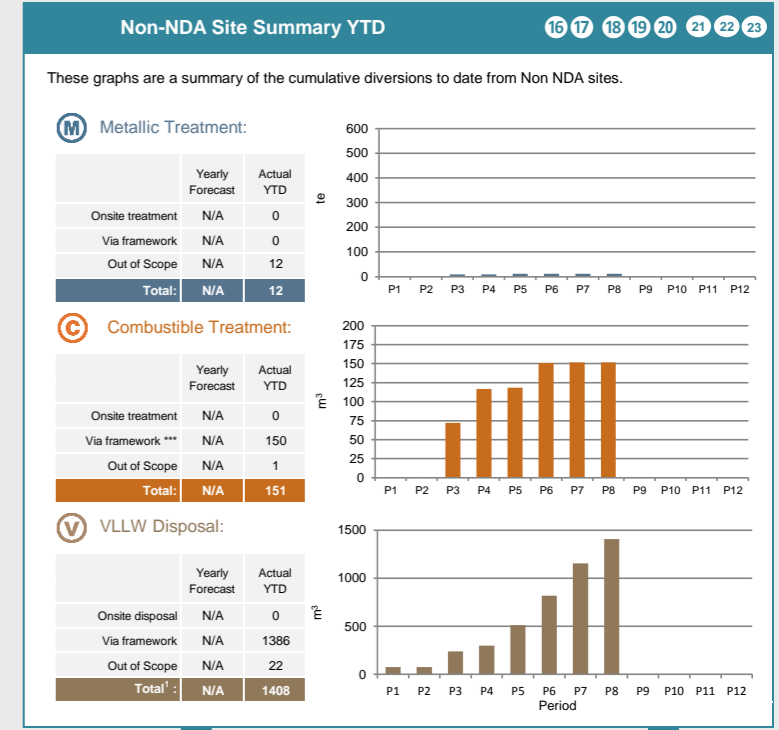 Non-NDA Site Summary YTD
16 17 18 19 20 21 22 23
These graphs are a summary of the cumulative diversions to date from Non NDA sites.
M Metallic Treatment:
Yearly Forecast Actual YTD
Onsite treatment N/A 0
Via framework N/A 0
Out of Scope N/A 12
Total: N/A 12
600
500
400
300
200
100
0
te
P1 P2 P3 P4 P5 P6 P7 P8 P9 P10 P11 P12
C Combustible Treatment:
Yearly Forecast Actual YTD
Onsite treatment N/A 0
Via framework *** N/A 150
Out of Scope N/A 1
Total: N/A 151
200
175
150
125
100
75
50
25
0
m³
P1 P2 P3 P4 P5 P6 P7 P8 P9 P10 P11 P12
V VLLW Disposal:
Yearly Forecast Actual YTD
Onsite disposal N/A 0
Via framework N/A 1386
Out of Scope N/A 22
Total¹ : N/A 1408
1500
1000
500
0
m³
P1 P2 P3 P4 P5 P6 P7 P8 P9 P10 P11 P12
Period